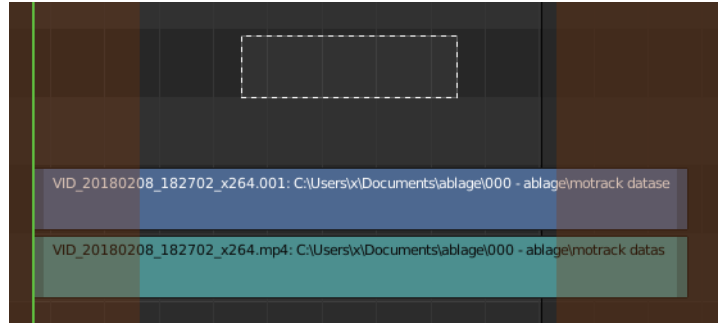 VID_20180208_182702_x264.001: C:\Users\x\Documents\ablage\000 - ablage\motrack datase
VID_20180208_182702_x264.mp4: C:\Users\x\Documents\ablage\000 - ablage\motrack datas